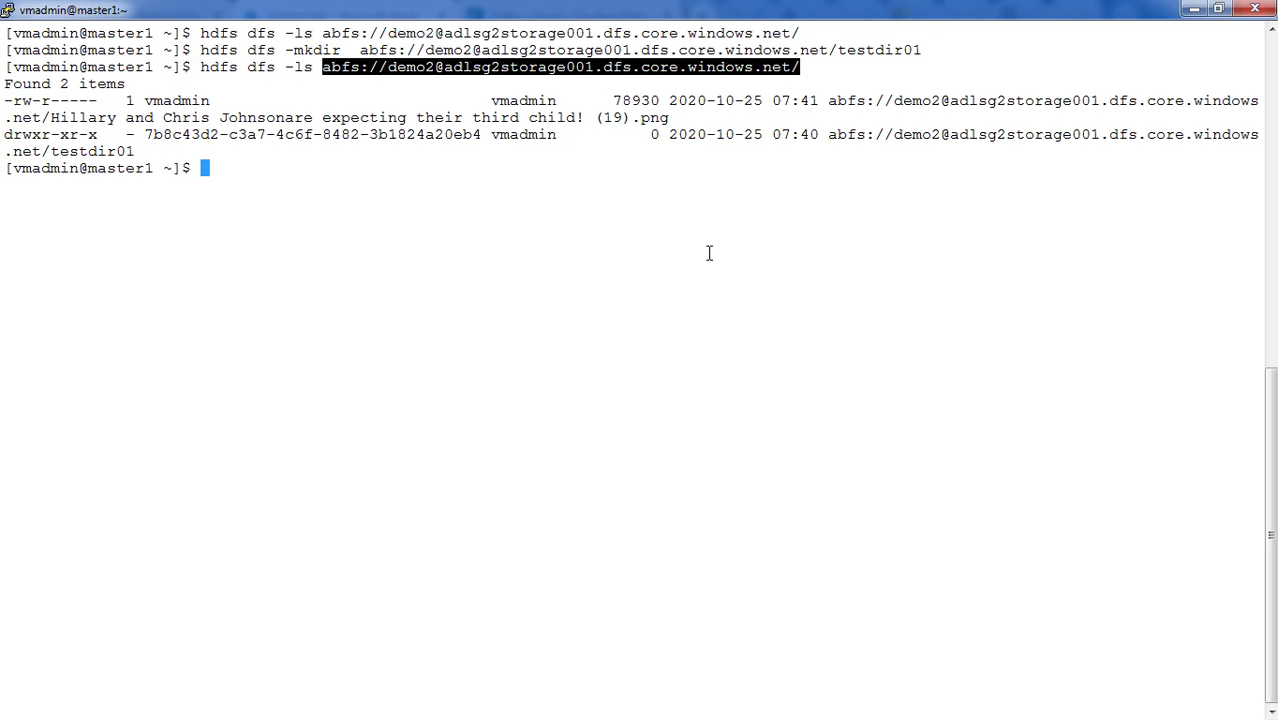 vmadmin@master1:~
[vmadmin@master1 ~]$ hdfs dfs -ls abfs://demo2@adlsg2storage001.dfs.core.windows.net/
[vmadmin@master1 ~]$ hdfs dfs -mkdir  abfs://demo2@adlsg2storage001.dfs.core.windows.net/testdir01
[vmadmin@master1 ~]$ hdfs dfs -ls abfs://demo2@adlsg2storage001.dfs.core.windows.net/
Found 2 items
-rw-r-----   1 vmadmin                              vmadmin      78930 2020-10-25 07:41 abfs://demo2@adlsg2storage001.dfs.core.windows
.net/Hillary and Chris Johnsonare expecting their third child! (19).png
drwxr-xr-x   - 7b8c43d2-c3a7-4c6f-8482-3b1824a20eb4 vmadmin          0 2020-10-25 07:40 abfs://demo2@adlsg2storage001.dfs.core.windows
.net/testdir01
[vmadmin@master1 ~]$